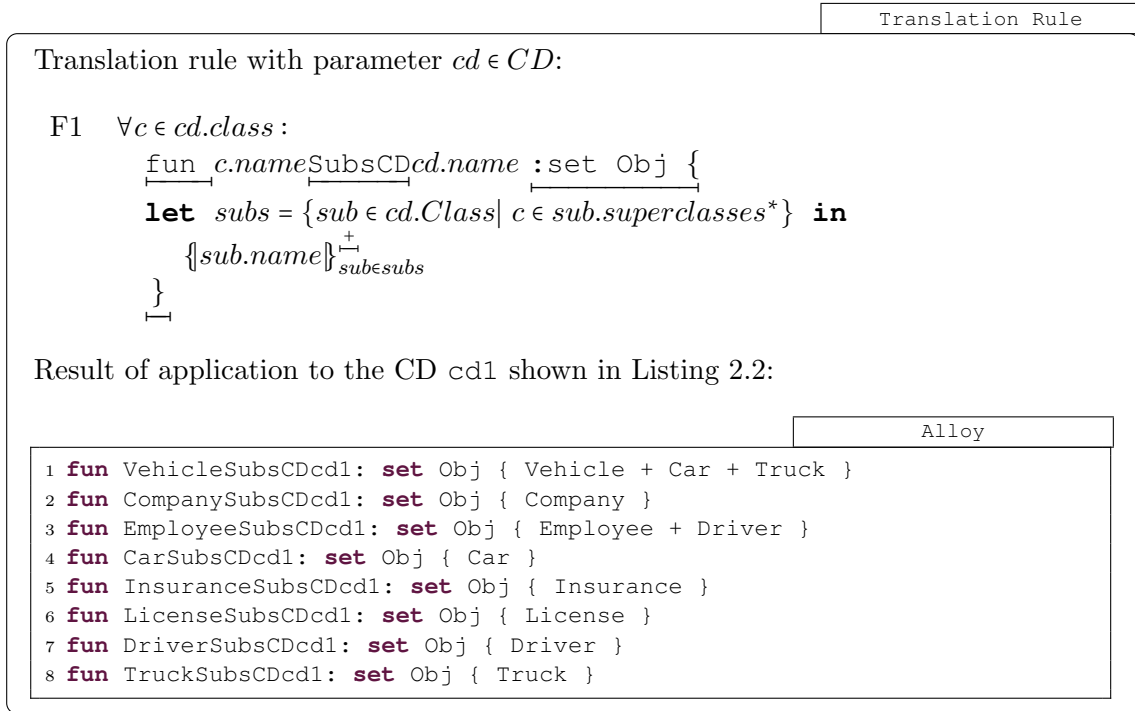 Translation Rule
Translation rule with parameter cd ∈ CD:
F1 ∀c ∈ cd.class :
fun c.nameSubsCDcd.name :set Obj {
let subs = {sub ∈ cd.Class| c ∈ sub.superclasses*} in
{|sub.name|}+sub∈subs
}
Result of application to the CD cd1 shown in Listing 2.2:
Alloy
1 fun VehicleSubsCDcd1: set Obj { Vehicle + Car + Truck }
2 fun CompanySubsCDcd1: set Obj { Company }
3 fun EmployeeSubsCDcd1: set Obj { Employee + Driver }
4 fun CarSubsCDcd1: set Obj { Car }
5 fun InsuranceSubsCDcd1: set Obj { Insurance }
6 fun LicenseSubsCDcd1: set Obj { License }
7 fun DriverSubsCDcd1: set Obj { Driver }
8 fun TruckSubsCDcd1: set Obj { Truck }